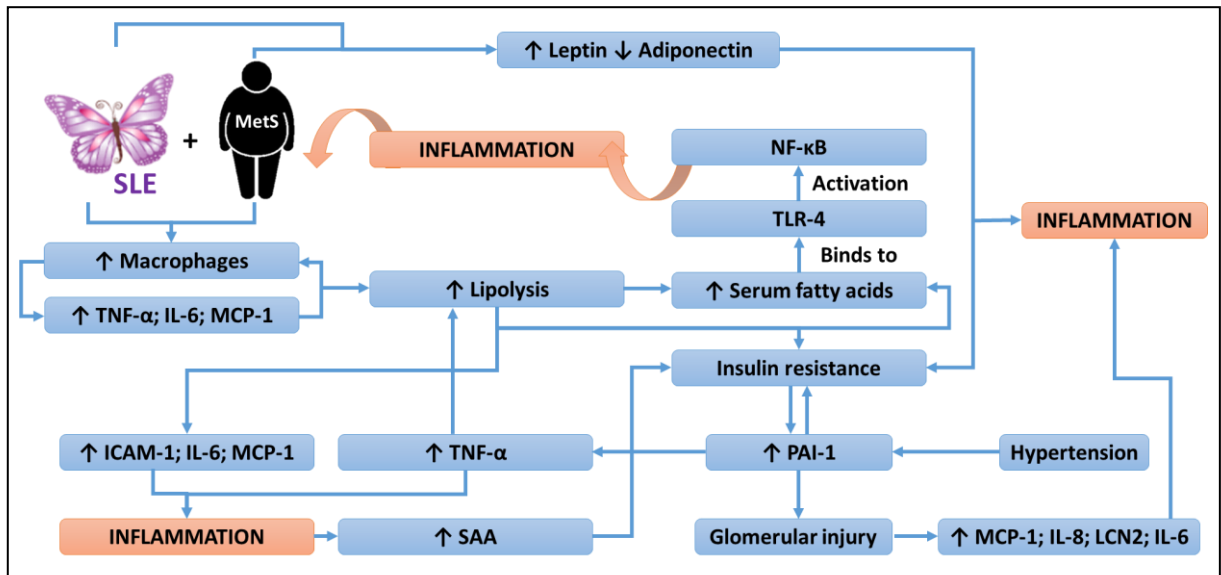 ↑ Leptin ↓ Adiponectin
MetS
+
SLE
INFLAMMATION
NF-κB
Activation
TLR-4
INFLAMMATION
Binds to
↑ Macrophages
↑ Lipolysis
↑ Serum fatty acids
↑ TNF-α; IL-6; MCP-1
Insulin resistance
↑ ICAM-1; IL-6; MCP-1
↑ TNF-α
↑ PAI-1
Hypertension
INFLAMMATION
↑ SAA
Glomerular injury
↑ MCP-1; IL-8; LCN2; IL-6